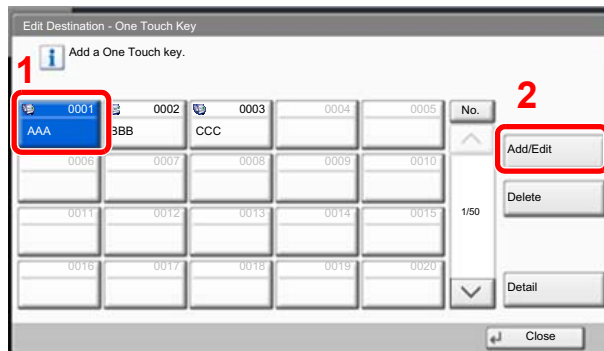 Edit Destination - One Touch Key
Add a One Touch key.
1
2
0001 0002 0003 0004 0005 No.
AAA BBB CCC
Add/Edit
0006 0007 0008 0009 0010
Delete
0011 0012 0013 0014 0015 1/50
0016 0017 0018 0019 0020
Detail
Close